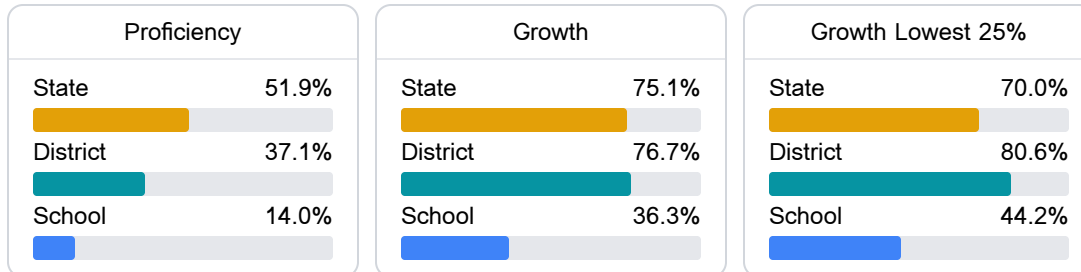 Proficiency
State 51.9%
District 37.1%
School 14.0%
Growth
State 75.1%
District 76.7%
School 36.3%
Growth Lowest 25%
State 70.0%
District 80.6%
School 44.2%